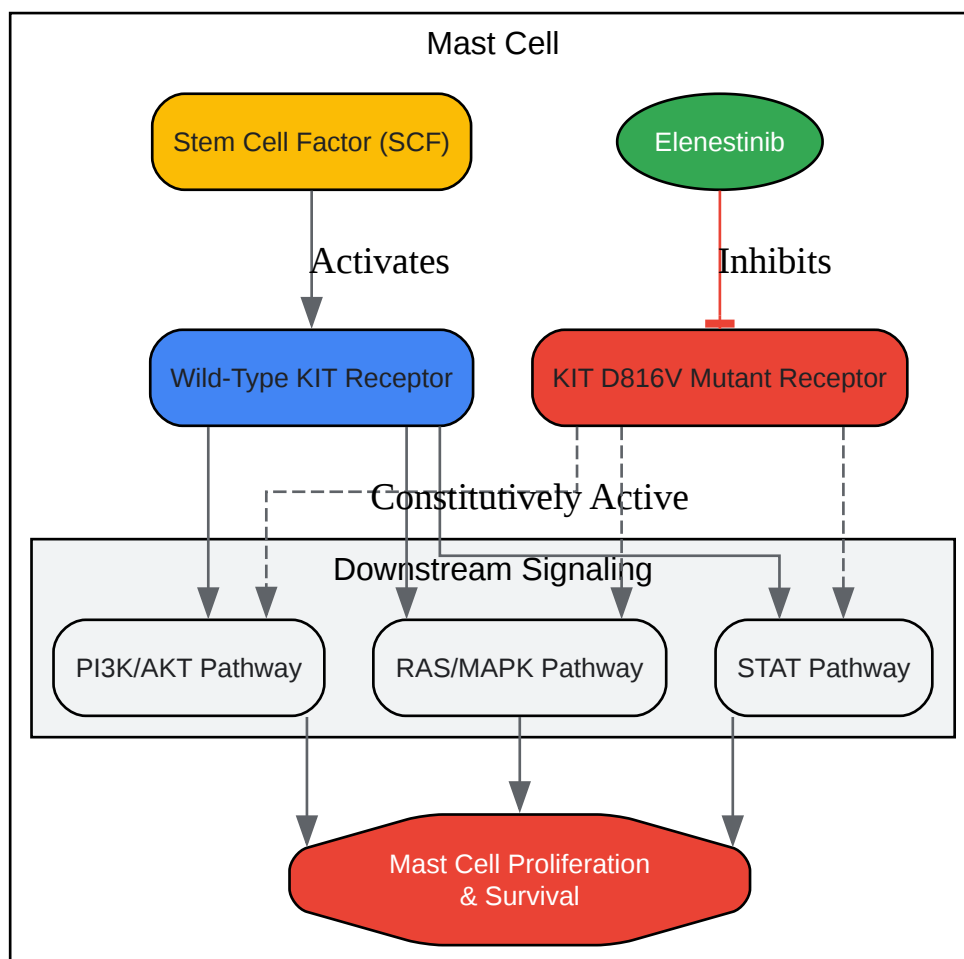 Mast Cell
Stem Cell Factor (SCF)
Elenestinib
Activates
Inhibits
Wild-Type KIT Receptor
KIT D816V Mutant Receptor
Constitutively Active
Downstream Signaling
PI3K/AKT Pathway
RAS/MAPK Pathway
STAT Pathway
Mast Cell Proliferation
& Survival